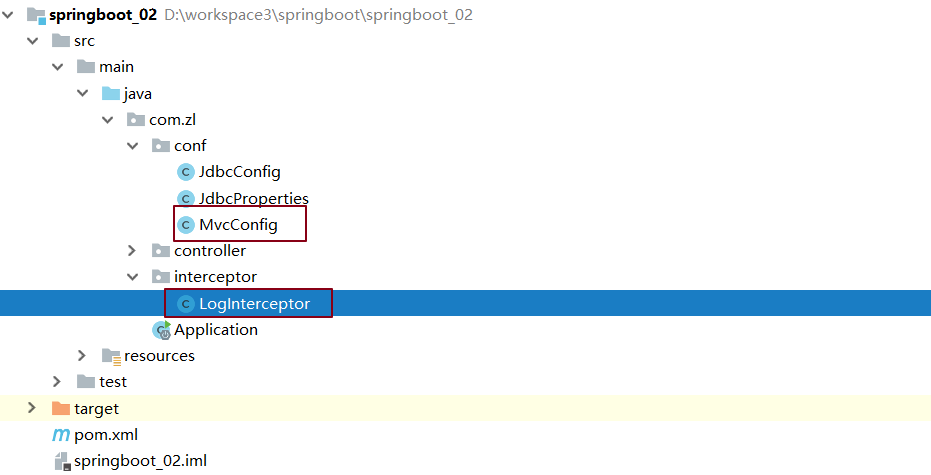 springboot_02 D:\workspace3\springboot\springboot_02
src
main
java
com.zl
conf
C JdbcConfig
C JdbcProperties
C MvcConfig
controller
interceptor
C LogInterceptor
C Application
resources
test
target
m pom.xml
springboot_02.iml